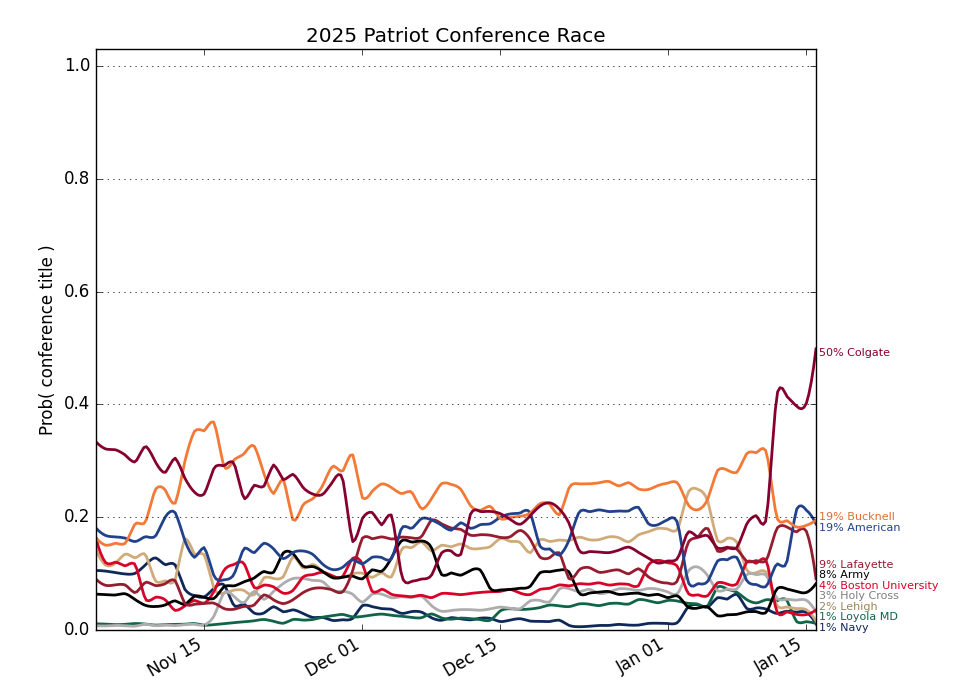 2025 Patriot Conference Race
Prob( conference title )
1.0
0.8
0.6
0.4
0.2
0.0
Nov 15
Dec 01
Dec 15
Jan 01
Jan 15
50% Colgate
19% Bucknell
19% American
9% Lafayette
8% Army
4% Boston University
3% Holy Cross
2% Lehigh
1% Loyola MD
1% Navy